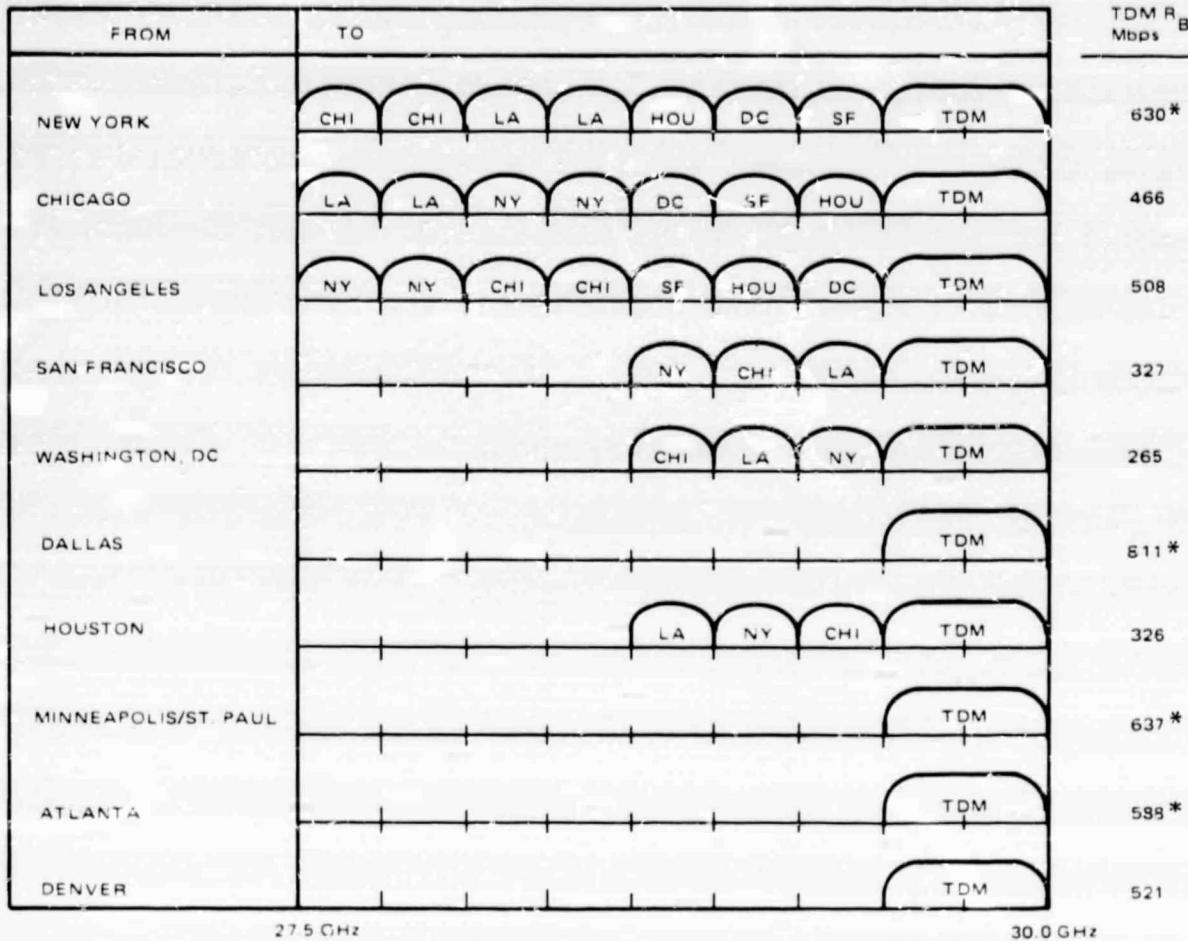 FROM TO TDM R_B
Mbps
NEW YORK CHI CHI LA LA HOU DC SF TDM 630*
CHICAGO LA LA NY NY DC SF HOU TDM 466
LOS ANGELES NY NY CHI CHI SF HOU DC TDM 508
SAN FRANCISCO NY CHI LA TDM 327
WASHINGTON, DC CHI LA NY TDM 265
DALLAS TDM 811*
HOUSTON LA NY CHI TDM 326
MINNEAPOLIS/ST. PAUL TDM 637*
ATLANTA TDM 588*
DENVER TDM 521
27.5 GHz 30.0 GHz